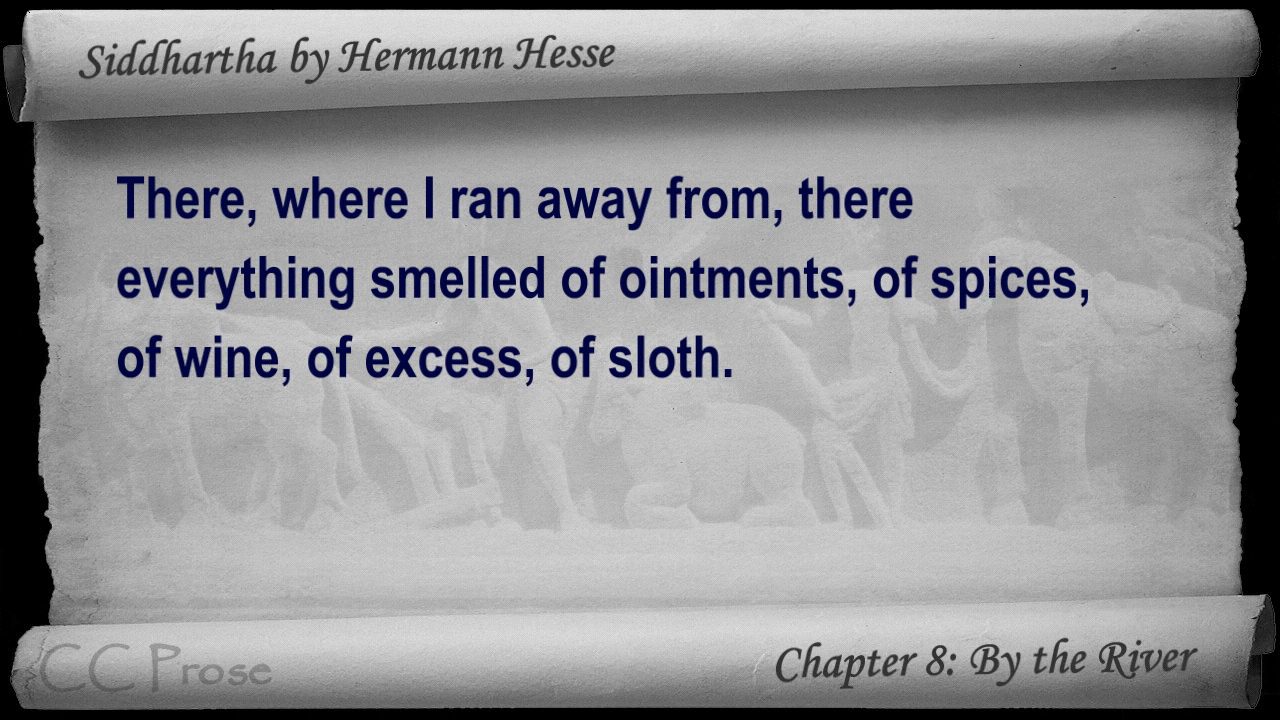 Siddhartha by Hermann Hesse
There, where I ran away from, there
everything smelled of ointments, of spices,
of wine, of excess, of sloth.
CC Prose
Chapter 8: By the River